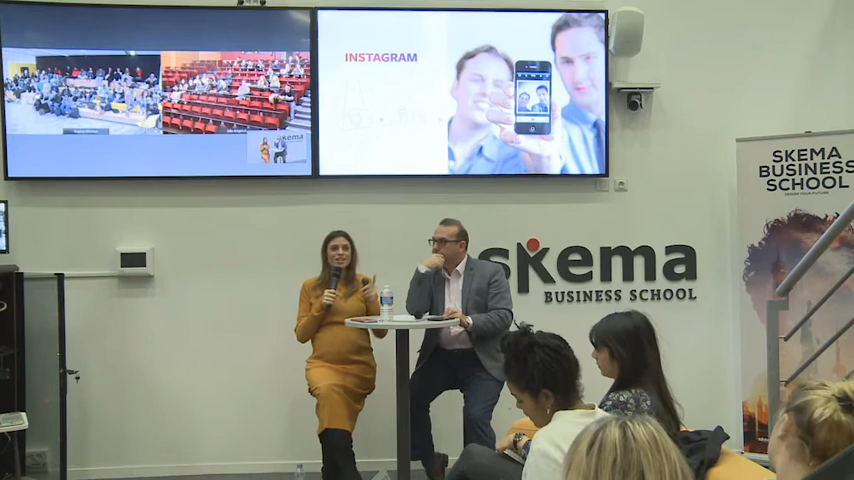 INSTAGRAM
skema
SKEMA
BUSINESS
SCHOOL
skema
BUSINESS SCHOOL